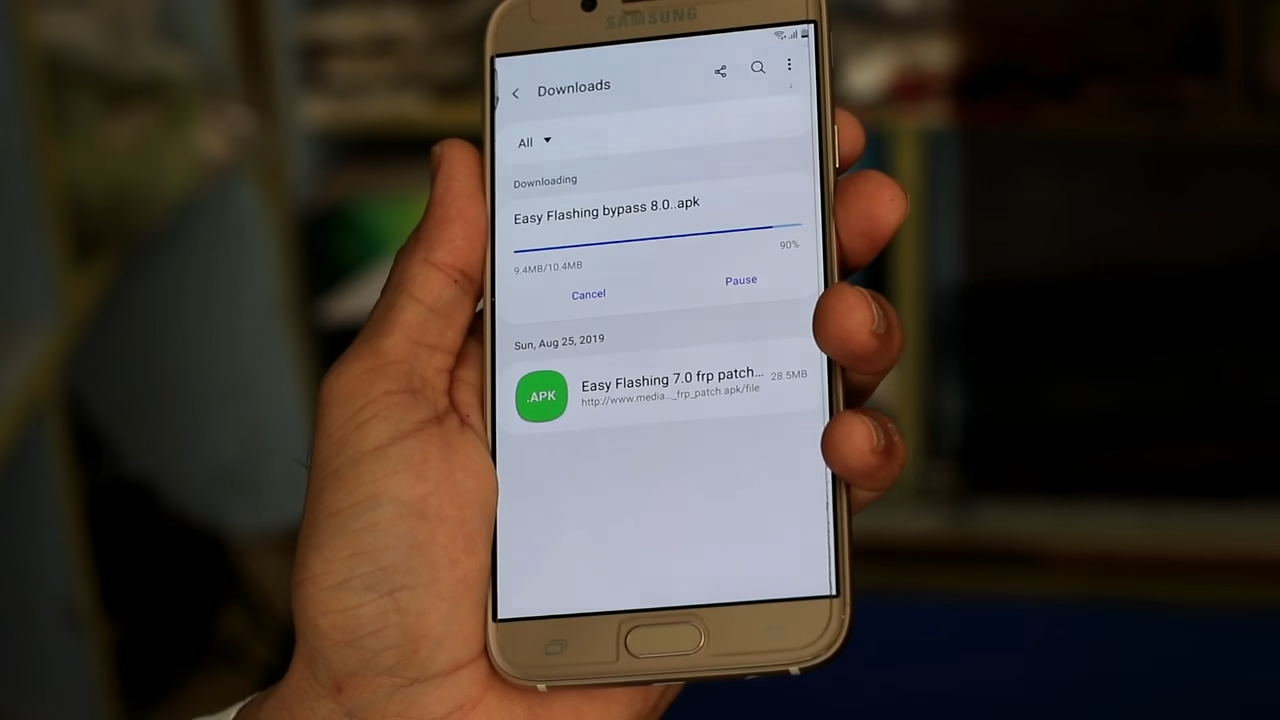 SAMSUNG
Downloads
All
Downloading
Easy Flashing bypass 8.0..apk
90%
9.4MB/10.4MB
Cancel
Pause
Sun, Aug 25, 2019
.APK
Easy Flashing 7.0 frp patch...
28.5MB
http://www.media..._frp_patch.apk/file